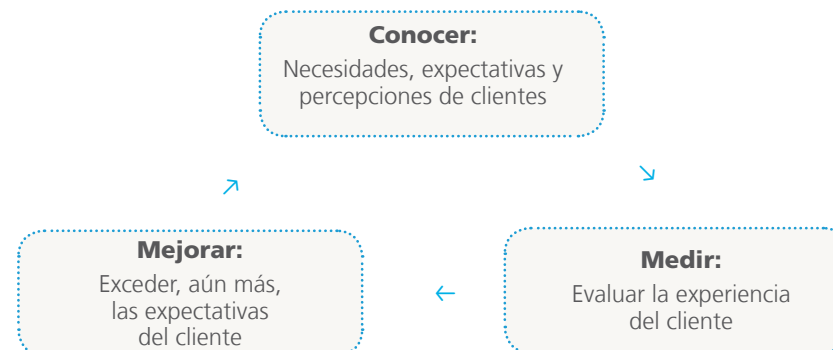 Conocer:
Necesidades, expectativas y
percepciones de clientes
Mejorar:
Exceder, aún más,
las expectativas
del cliente
Medir:
Evaluar la experiencia
del cliente